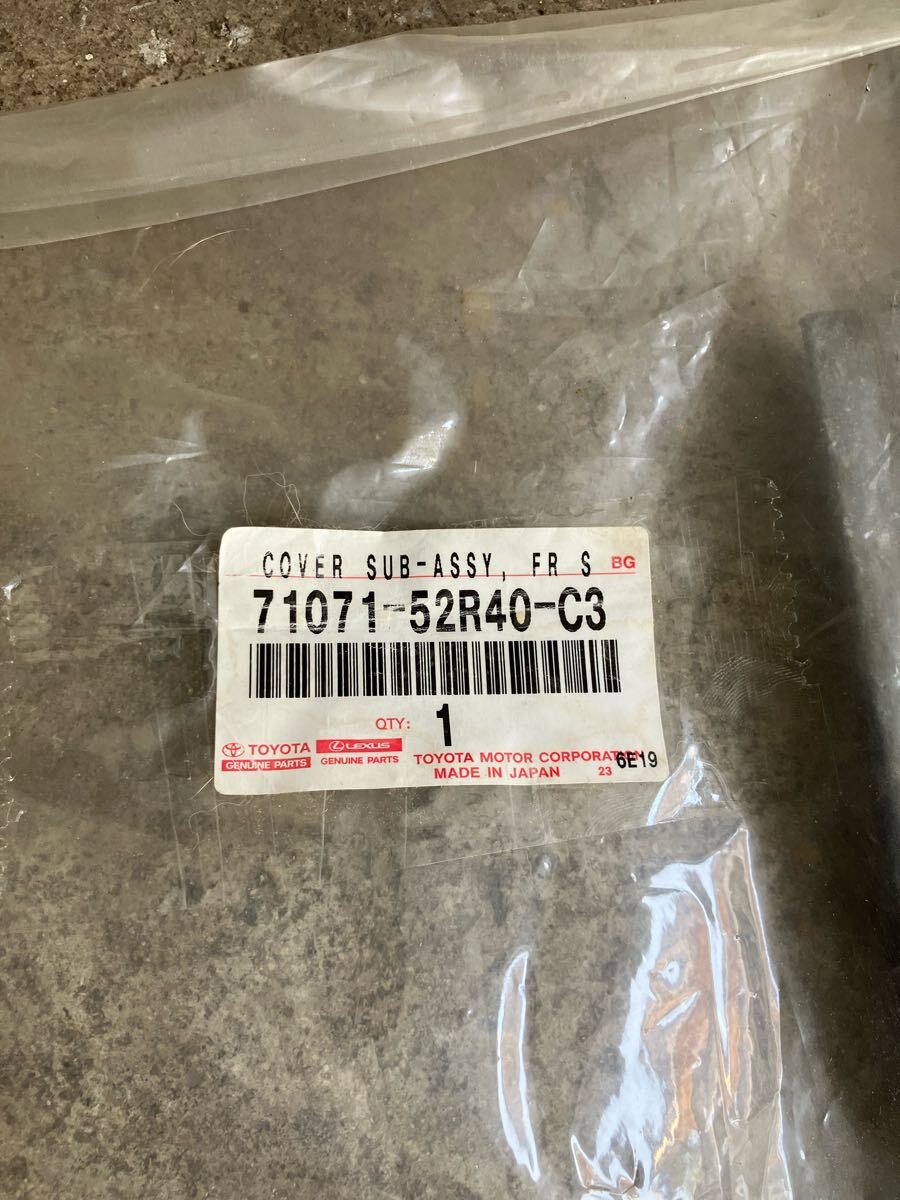 COVER SUB-ASSY, FR S BG
71071-52R40-C3
QTY: 1
TOYOTA LEXUS TOYOTA MOTOR CORPORATION 6E19
GENUINE PARTS GENUINE PARTS MADE IN JAPAN 23